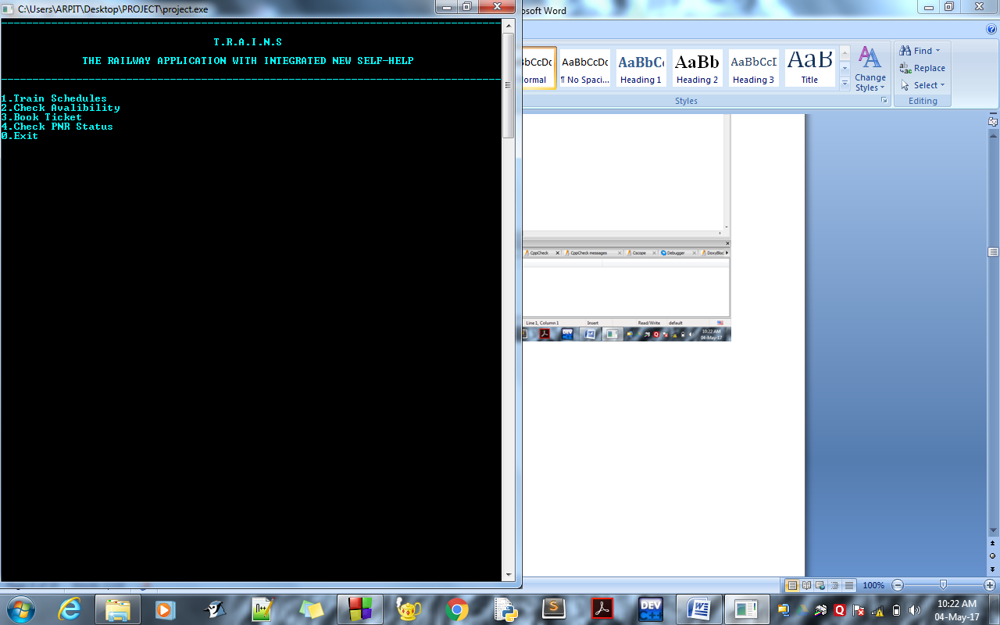 C:\Users\ARPIT\Desktop\PROJECT\project.exe
T.R.A.I.N.S
THE RAILWAY APPLICATION WITH INTEGRATED NEW SELF-HELP
1.Train Schedules
2.Check Avalibility
3.Book Ticket
4.Check PNR Status
0.Exit
osoft Word
AaBbCcDc
AaBbC
AaBb
AaBbCcI
AaB
ormal
¶ No Spaci...
Heading 1
Heading 2
Heading 3
Title
Change Styles
Find
Replace
Select
Styles
Editing
CppCheck
CppCheck messages
Cscope
Debugger
DoxyBloc
Line 1, Column 1
Insert
Read/Write
default
DEV
10:22 AM
04-May-17
100%
N++
S
DEV
C++
W
Q
10:22 AM
04-May-17